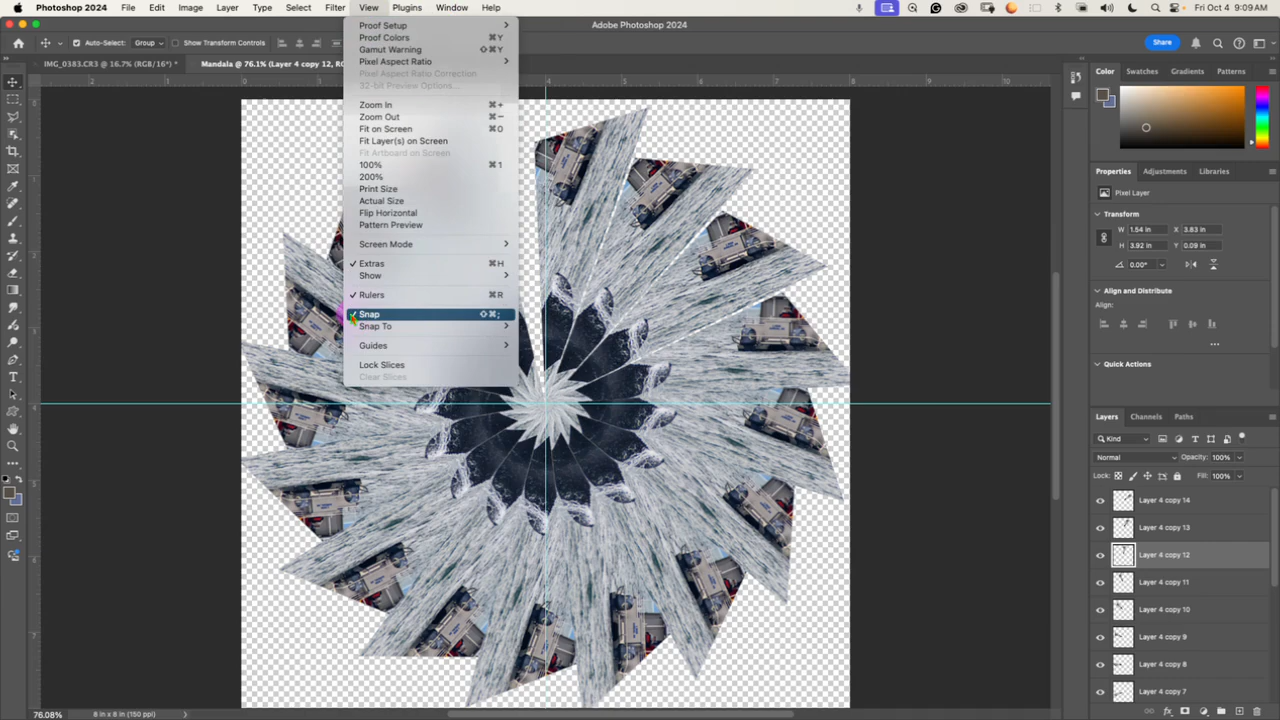 Photoshop 2024 File Edit Image Layer Type Select Filter View Plugins Window Help Fri Oct 4 9:09AM
Adobe Photoshop 2024
Auto-Select: Group Show Transform Controls Share
IMG_0383.CR3 @ 16.7% (RGB/16*) * Mandala @ 76.1% (Layer 4 copy 12,
Proof Setup
Proof Colors ⌘Y
Gamut Warning ⇧⌘Y
Pixel Aspect Ratio
Pixel Aspect Ratio Correction
32-bit Preview Options...
Zoom In ⌘+
Zoom Out ⌘−
Fit on Screen ⌘0
Fit Layer(s) on Screen
Fit Artboard on Screen
100% ⌘1
200%
Print Size
Actual Size
Flip Horizontal
Pattern Preview
Screen Mode
Extras ⌘H
Show
Rulers ⌘R
Snap ⇧⌘;
Snap To
Guides
Lock Slices
Clear Slices
Color Swatches Gradients Patterns
Properties Adjustments Libraries
Pixel Layer
Transform
W 1.54 in X 3.83 in
H 3.92 in Y 0.09 in
0.00°
Align and Distribute
Align:
Quick Actions
Layers Channels Paths
Kind
Normal Opacity: 100%
Lock: Fill: 100%
Layer 4 copy 14
Layer 4 copy 13
Layer 4 copy 12
Layer 4 copy 11
Layer 4 copy 10
Layer 4 copy 9
Layer 4 copy 8
Layer 4 copy 7
76.08% 8 in x 8 in (150 ppi)